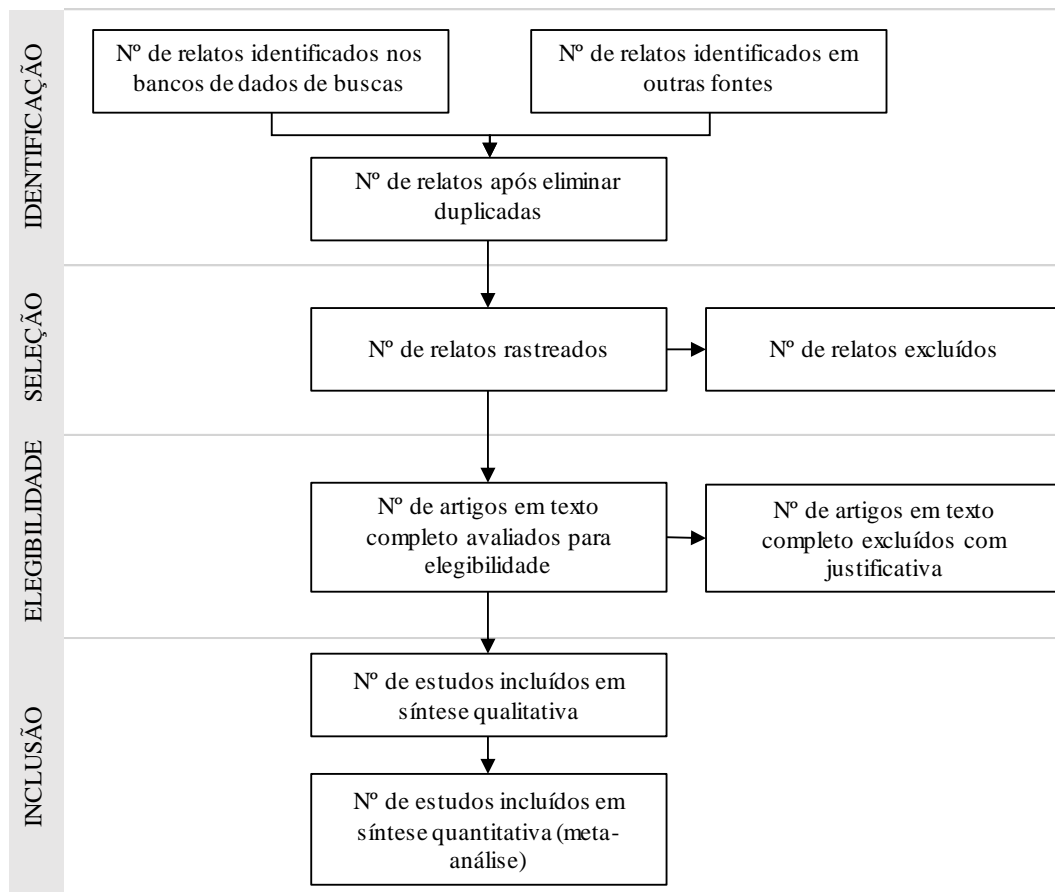 IDENTIFICAÇÃO
Nº de relatos identificados nos
bancos de dados de buscas
Nº de relatos identificados em
outras fontes
Nº de relatos após eliminar
duplicadas
SELEÇÃO
Nº de relatos rastreados
Nº de relatos excluídos
ELEGIBILIDADE
Nº de artigos em texto
completo avaliados para
elegibilidade
Nº de artigos em texto
completo excluídos com
justificativa
INCLUSÃO
Nº de estudos incluídos em
síntese qualitativa
Nº de estudos incluídos em
síntese quantitativa (meta-
análise)